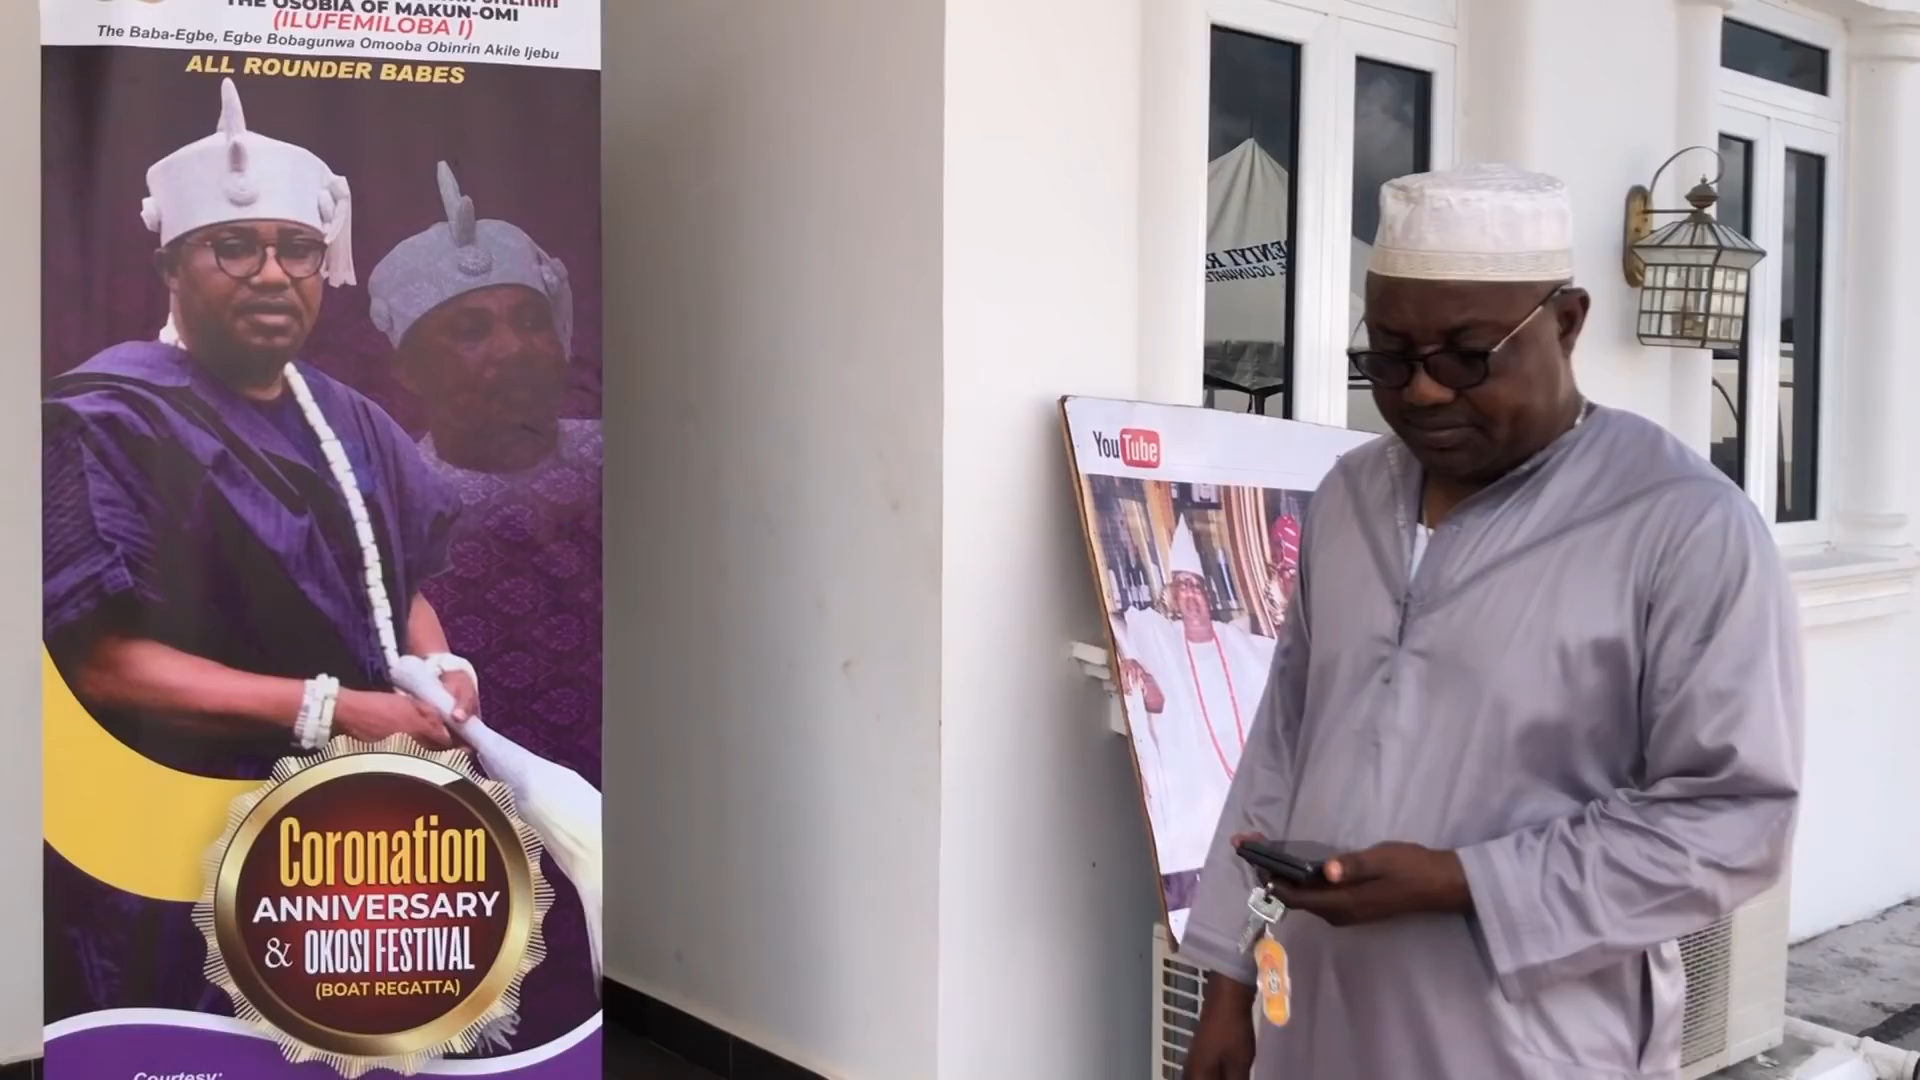 THE OSOBIA OF MAKUN-OMI
(ILUFEMILOBA I)
The Baba-Egbe, Egbe Bobagunwa Omooba Obinrin Akile Ijebu
ALL ROUNDER BABES
Coronation
ANNIVERSARY
& OKOSI FESTIVAL
(BOAT REGATTA)
Courtesy:
YouTube